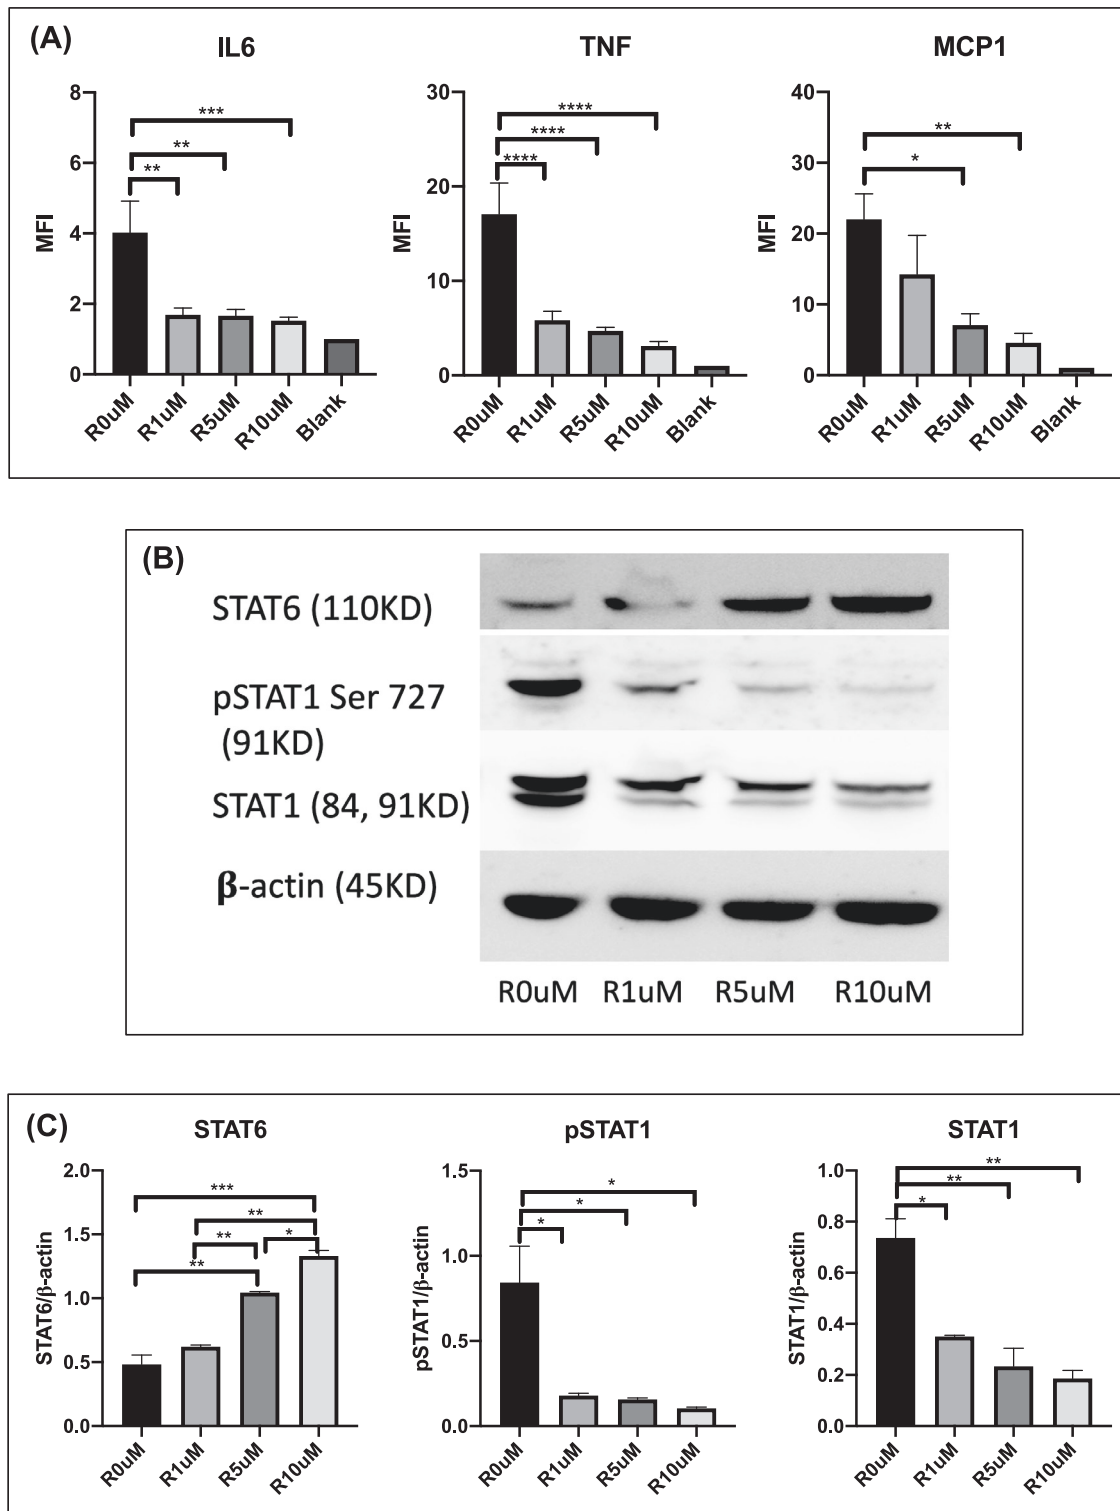 (A)
IL6
TNF
MCP1
MFI
8
6
4
2
0
***
**
**
R0uM
R1uM
R5uM
R10uM
Blank
MFI
30
20
10
0
****
****
****
R0uM
R1uM
R5uM
R10uM
Blank
MFI
40
30
20
10
0
**
*
R0uM
R1uM
R5uM
R10uM
Blank
(B)
STAT6 (110KD)
pSTAT1 Ser 727
(91KD)
STAT1 (84, 91KD)
β-actin (45KD)
R0uM R1uM R5uM R10uM
(C)
STAT6
pSTAT1
STAT1
STAT6/β-actin
2.0
1.5
1.0
0.5
0.0
***
**
**
*
**
R0uM
R1uM
R5uM
R10uM
pSTAT1/β-actin
1.5
1.0
0.5
0.0
*
*
*
R0uM
R1uM
R5uM
R10uM
STAT1/β-actin
1.0
0.8
0.6
0.4
0.2
0.0
**
**
*
R0uM
R1uM
R5uM
R10uM